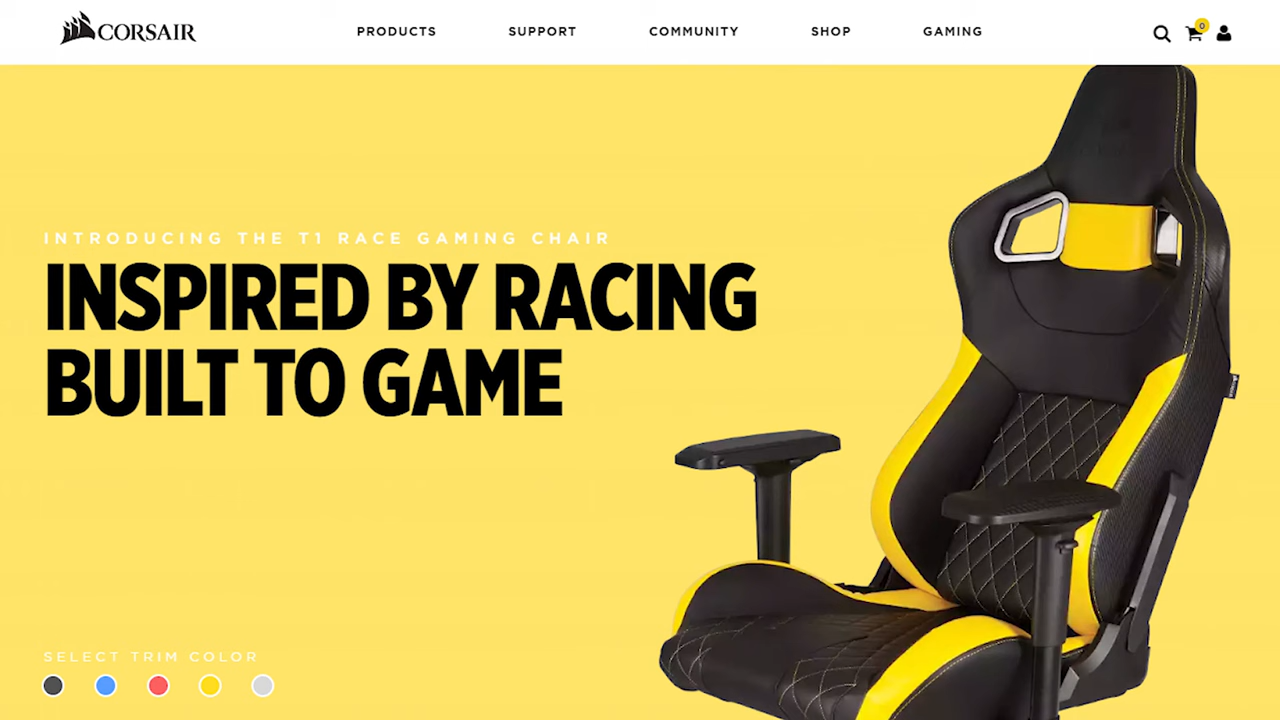 CORSAIR
PRODUCTS
SUPPORT
COMMUNITY
SHOP
GAMING
0
INTRODUCING THE T1 RACE GAMING CHAIR
INSPIRED BY RACING
BUILT TO GAME
SELECT TRIM COLOR